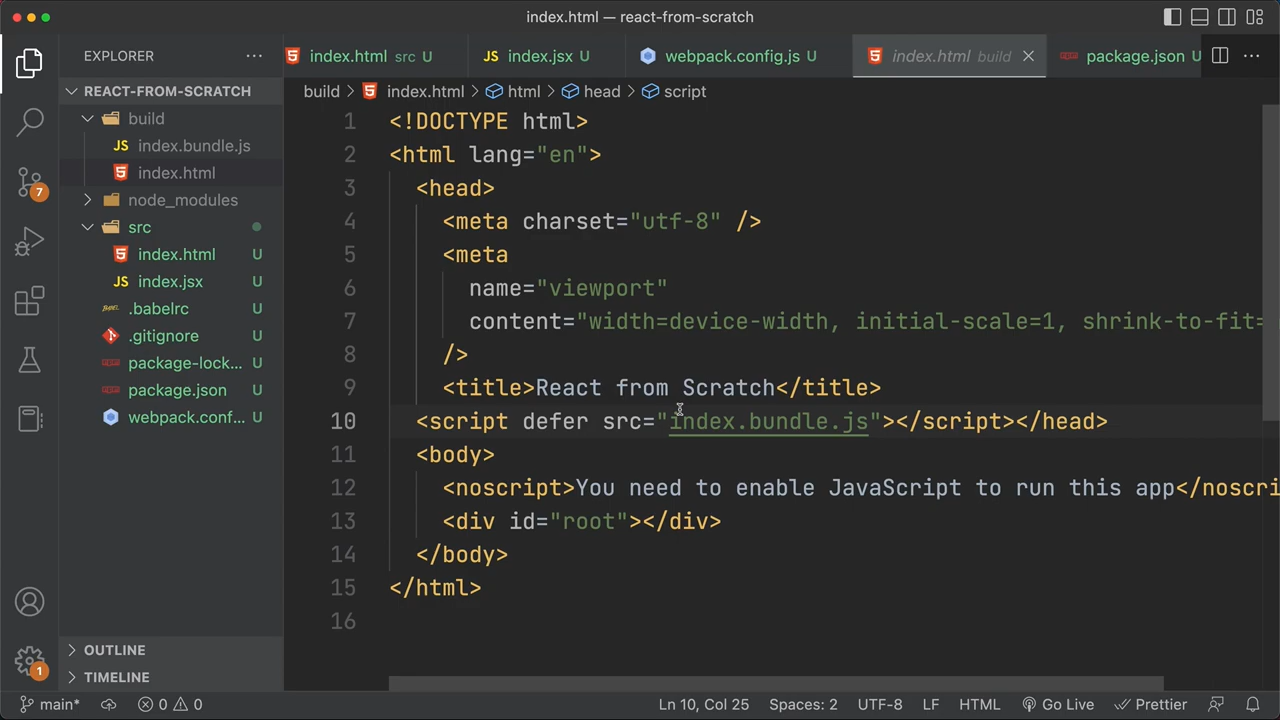 index.html — react-from-scratch
EXPLORER
index.html src U
JS index.jsx U
webpack.config.js U
index.html build
package.json U
REACT-FROM-SCRATCH
build
JS index.bundle.js
index.html
node_modules
src
index.html U
JS index.jsx U
.babelrc U
.gitignore U
package-lock... U
package.json U
webpack.conf... U
OUTLINE
TIMELINE
7
1
build index.html html head script
1 <!DOCTYPE html>
2 <html lang="en">
3 <head>
4 <meta charset="utf-8" />
5 <meta
6 name="viewport"
7 content="width=device-width, initial-scale=1, shrink-to-fit=
8 />
9 <title>React from Scratch</title>
10 <script defer src="index.bundle.js"></script></head>
11 <body>
12 <noscript>You need to enable JavaScript to run this app</noscri
13 <div id="root"></div>
14 </body>
15 </html>
16
main* 0 0 Ln 10, Col 25 Spaces: 2 UTF-8 LF HTML Go Live Prettier